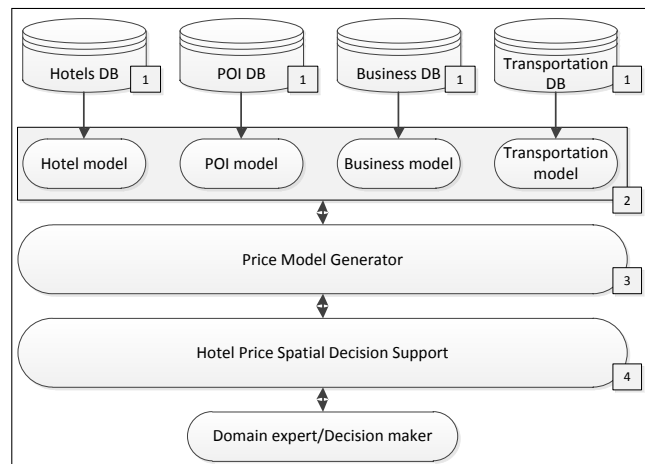 Hotels DB
1
POI DB
1
Business DB
1
Transportation
DB
1
Hotel model
POI model
Business model
Transportation
model
2
Price Model Generator
3
Hotel Price Spatial Decision Support
4
Domain expert/Decision maker